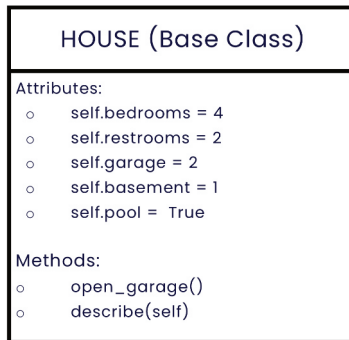 HOUSE (Base Class)
Attributes:
○ self.bedrooms = 4
○ self.restrooms = 2
○ self.garage = 2
○ self.basement = 1
○ self.pool = True
Methods:
○ open_garage()
○ describe(self)